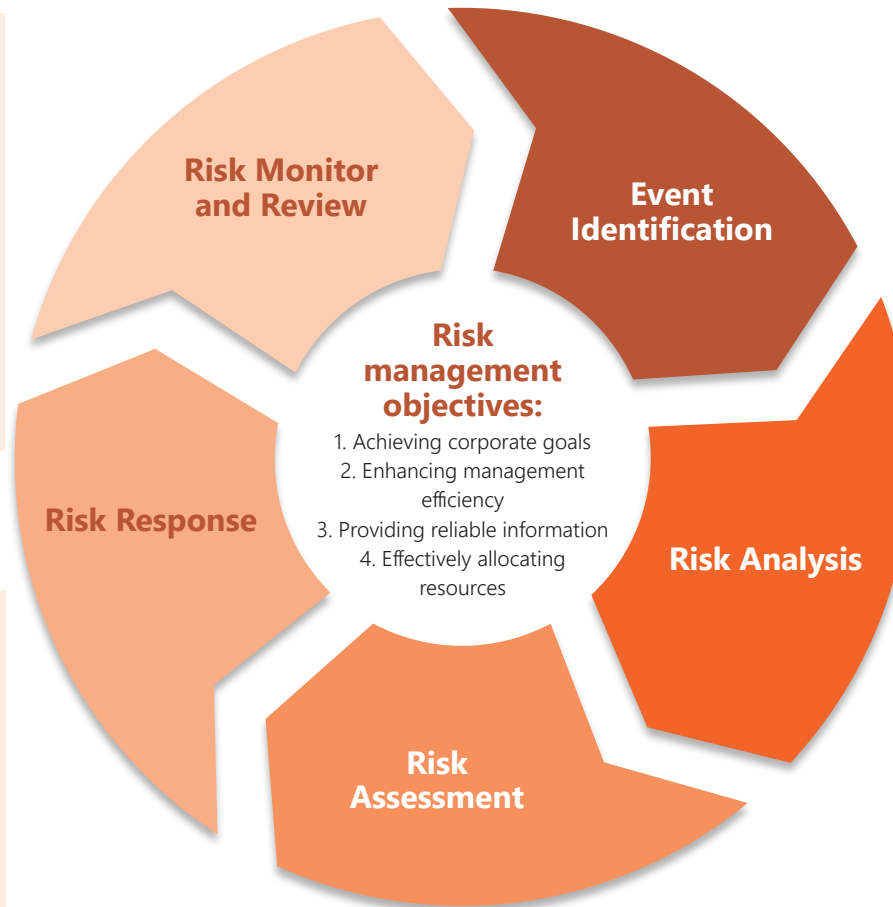 Risk Monitor
and Review
Event
Identification
Risk
management
objectives:
1. Achieving corporate goals
2. Enhancing management
efficiency
3. Providing reliable information
4. Effectively allocating
resources
Risk Response
Risk Analysis
Risk
Assessment